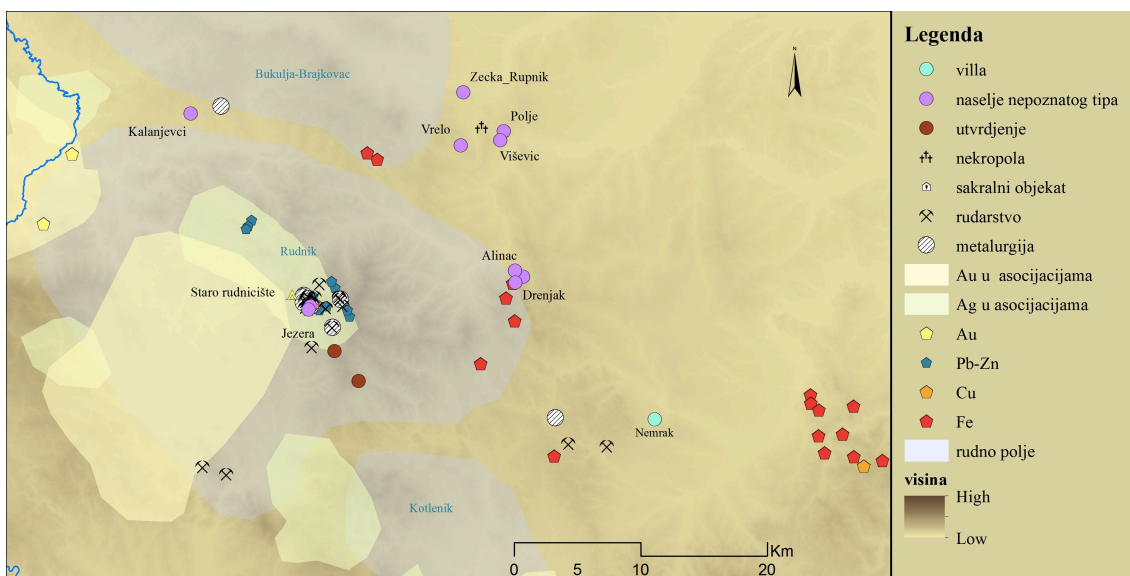 Bukulja-Brajkovac
Zecka_Rupnik
Polje
Vrelo
Viševic
Kalanjevci
Rudnik
Alinac
Staro rudnicište
Drenjak
Jezera
Nemrak
Kotlenik
N
Km
0 5 10 20
Legenda
villa
naselje nepoznatog tipa
utvrdjenje
nekropola
sakralni objekat
rudarstvo
metalurgija
Au u asocijacijama
Ag u asocijacijama
Au
Pb-Zn
Cu
Fe
rudno polje
visina
High
Low